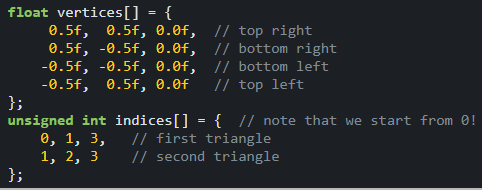 float vertices[] = {
     0.5f,  0.5f, 0.0f,  // top right
     0.5f, -0.5f, 0.0f,  // bottom right
    -0.5f, -0.5f, 0.0f,  // bottom left
    -0.5f,  0.5f, 0.0f   // top left
};
unsigned int indices[] = {  // note that we start from 0!
    0, 1, 3,   // first triangle
    1, 2, 3    // second triangle
};